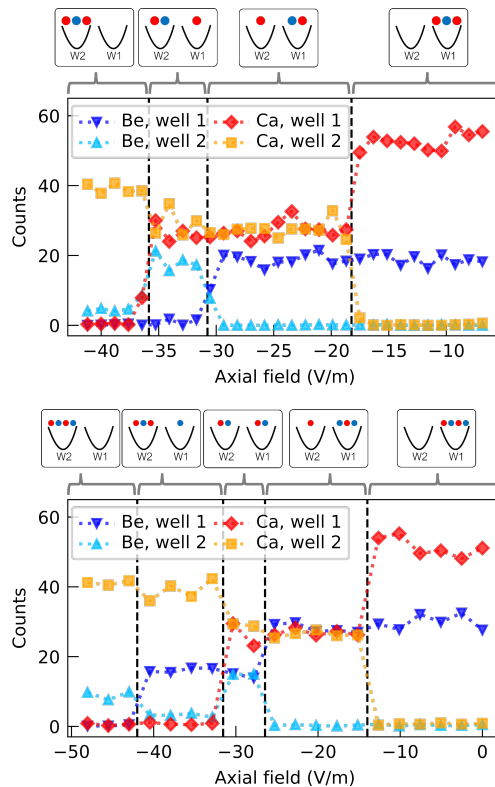 W2 W1 W2 W1 W2 W1 W2 W1
60
40
20
0
Counts
Be, well 1 Ca, well 1
Be, well 2 Ca, well 2
−40 −35 −30 −25 −20 −15 −10
Axial field (V/m)
W2 W1 W2 W1 W2 W1 W2 W1 W2 W1
60
40
20
0
Counts
Be, well 1 Ca, well 1
Be, well 2 Ca, well 2
−50 −40 −30 −20 −10 0
Axial field (V/m)